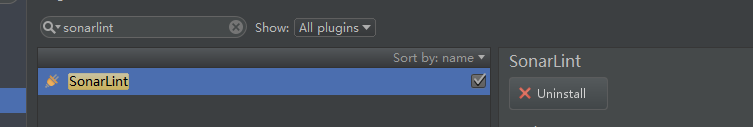 sonarlint
Show: All plugins
Sort by: name
SonarLint
SonarLint
Uninstall